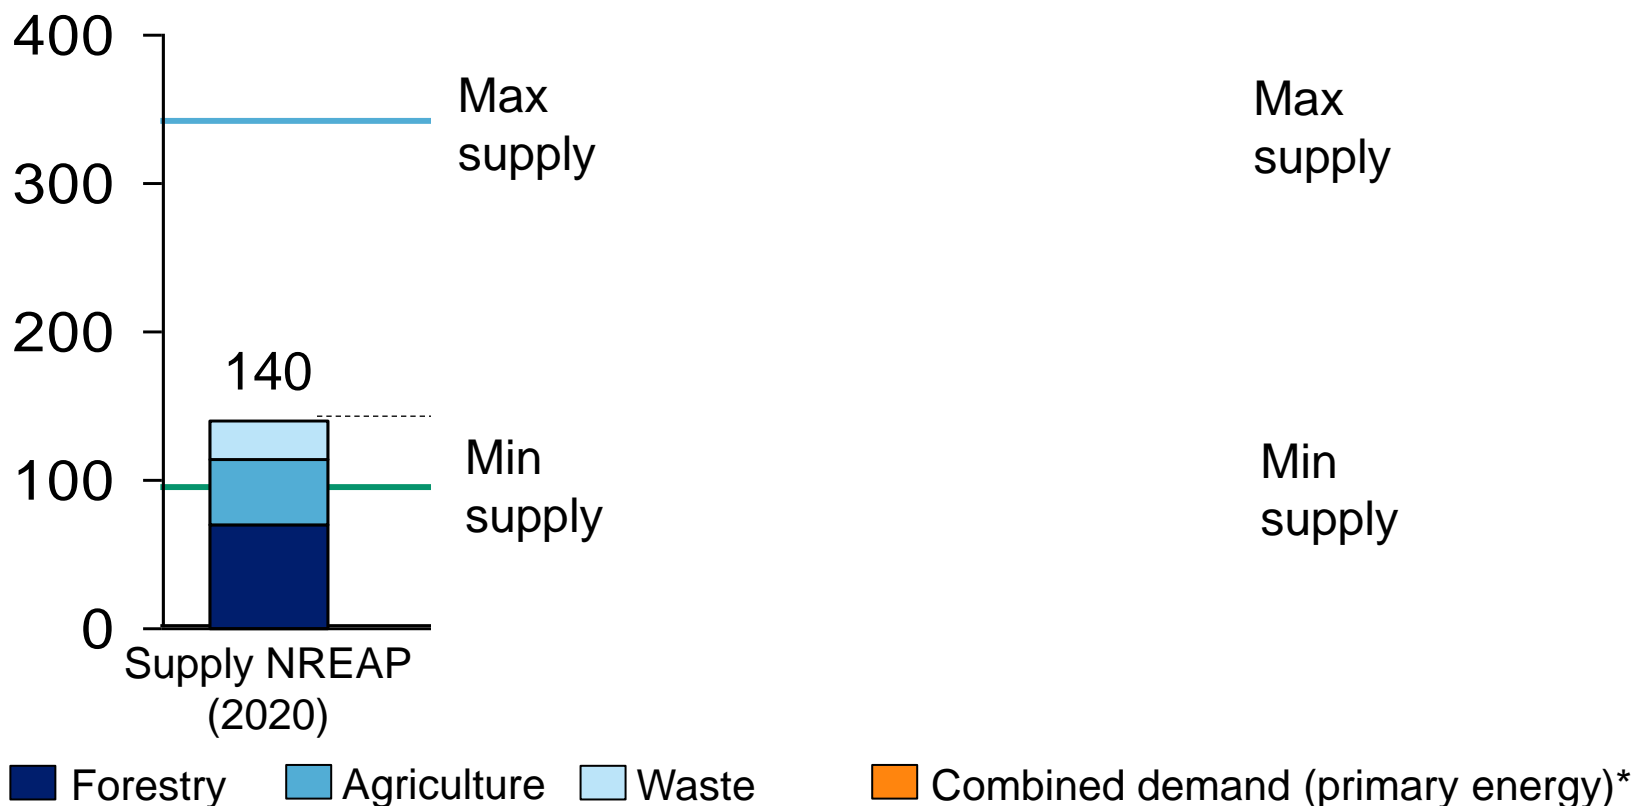 400
Max
supply
Max
supply
300
200
140
Min
supply
Min
supply
100
0
Supply NREAP
(2020)
Forestry Agriculture Waste Combined demand (primary energy)*